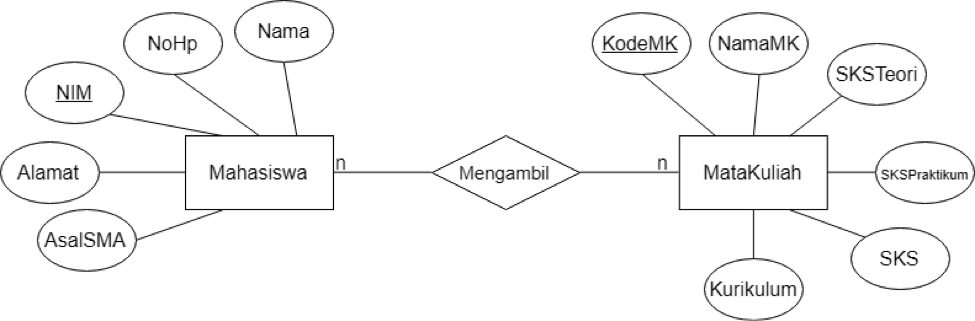 Nama
NoHp
KodeMK
NamaMK
SKSTeori
NIM
Alamat
Mahasiswa
n
Mengambil
n
MataKuliah
SKSPraktikum
AsalSMA
SKS
Kurikulum